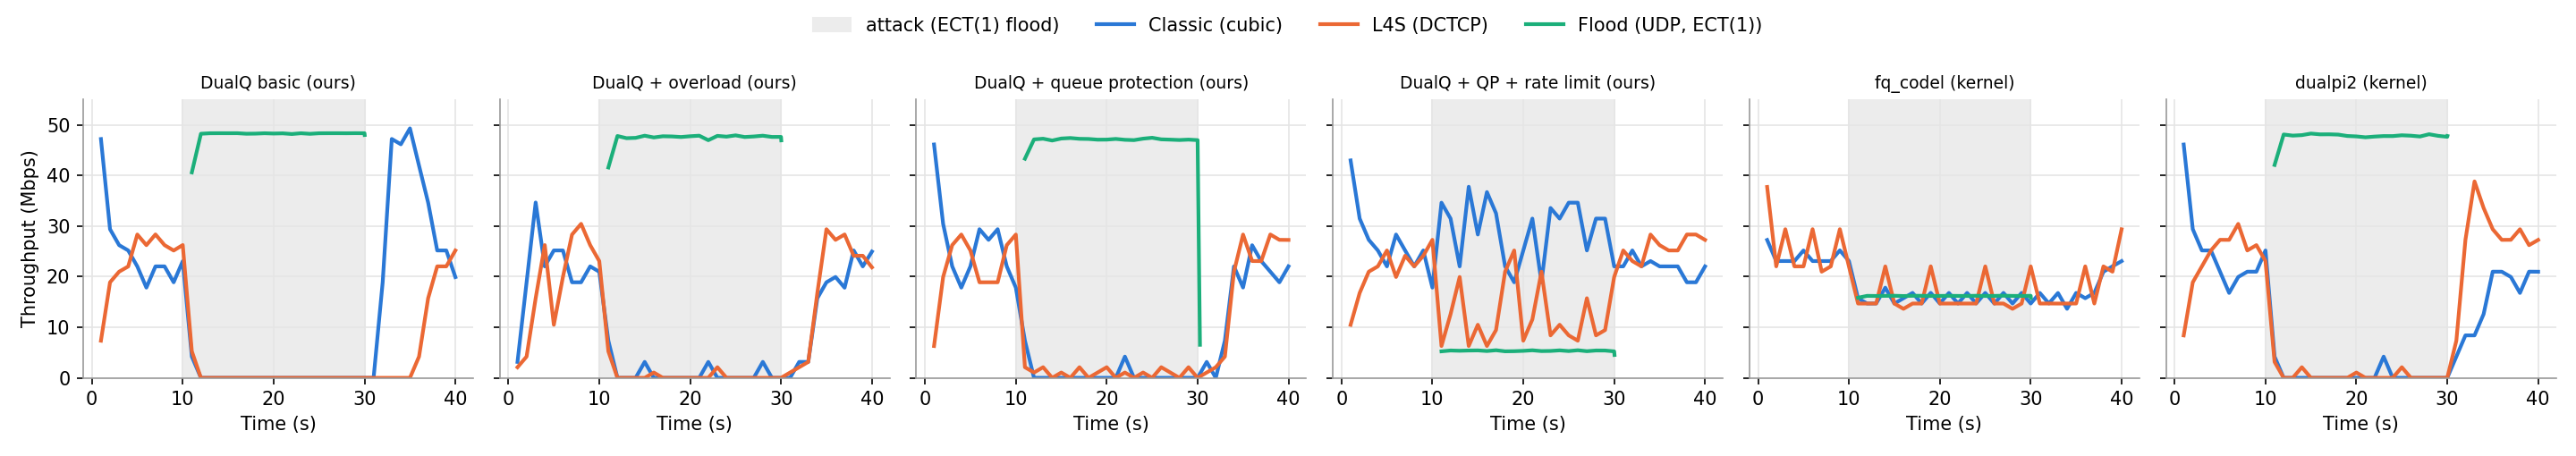 attack (ECT(1) flood) Classic (cubic) L4S (DCTCP) Flood (UDP, ECT(1))
DualQ basic (ours) DualQ + overload (ours) DualQ + queue protection (ours) DualQ + QP + rate limit (ours) fq_codel (kernel) dualpi2 (kernel)
Throughput (Mbps)
50
40
30
20
10
0
0 10 20 30 40 0 10 20 30 40 0 10 20 30 40 0 10 20 30 40 0 10 20 30 40 0 10 20 30 40
Time (s) Time (s) Time (s) Time (s) Time (s) Time (s)